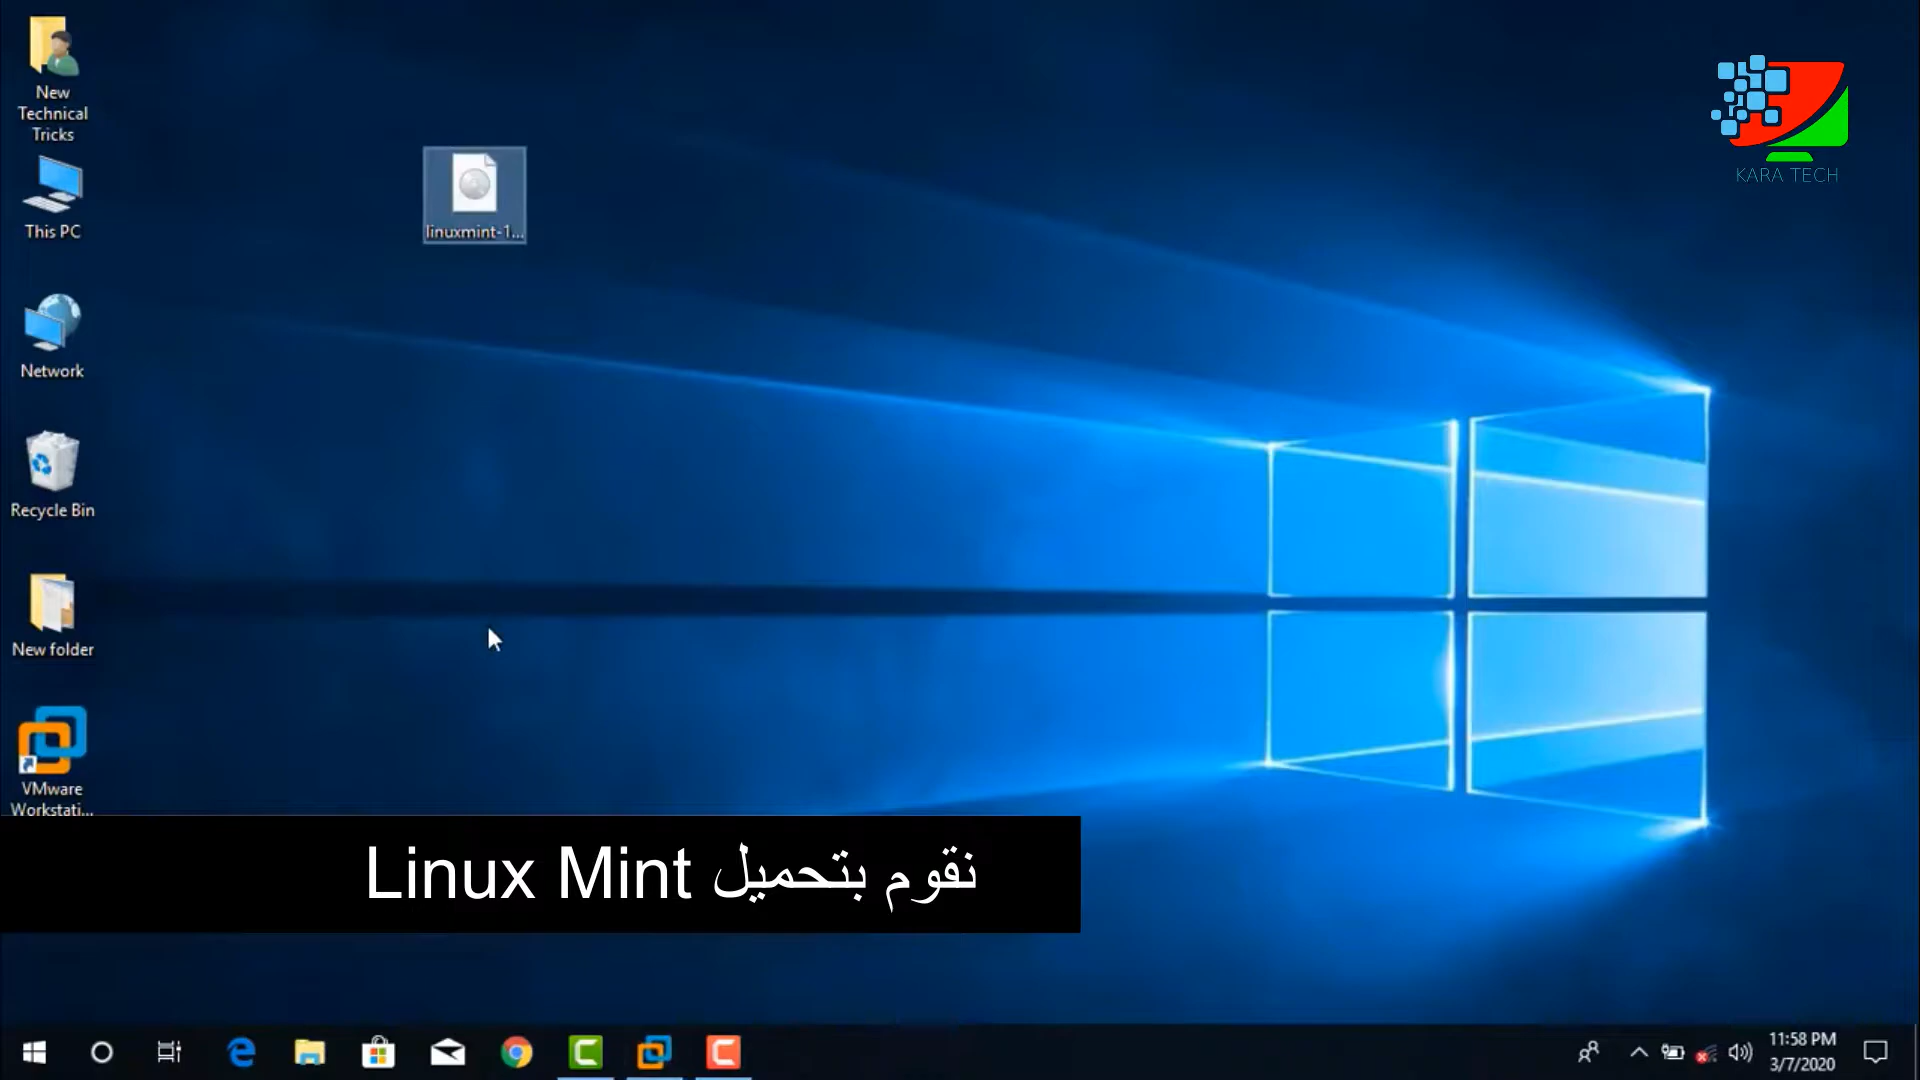 New
Technical
Tricks
This PC
Network
Recycle Bin
New folder
VMware
Workstati...
linuxmint-1...
KARA TECH
نقوم بتحميل Linux Mint
11:58 PM
3/7/2020